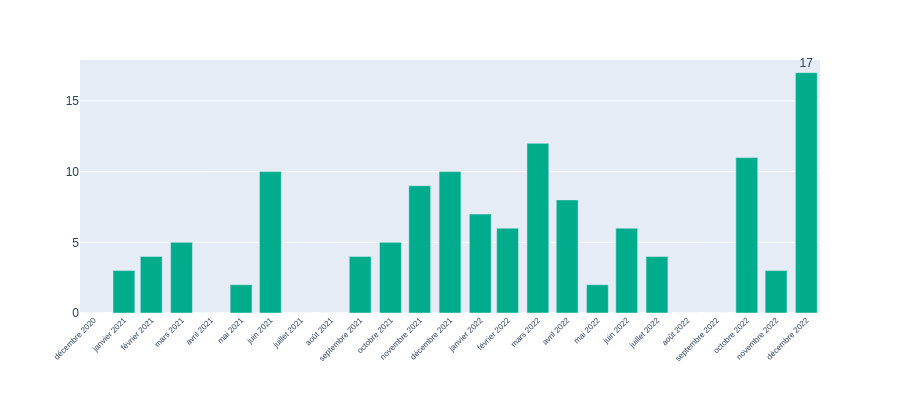 17
15
10
5
0
décembre 2020
janvier 2021
février 2021
mars 2021
avril 2021
mai 2021
juin 2021
juillet 2021
août 2021
septembre 2021
octobre 2021
novembre 2021
décembre 2021
janvier 2022
février 2022
mars 2022
avril 2022
mai 2022
juin 2022
juillet 2022
août 2022
septembre 2022
octobre 2022
novembre 2022
décembre 2022